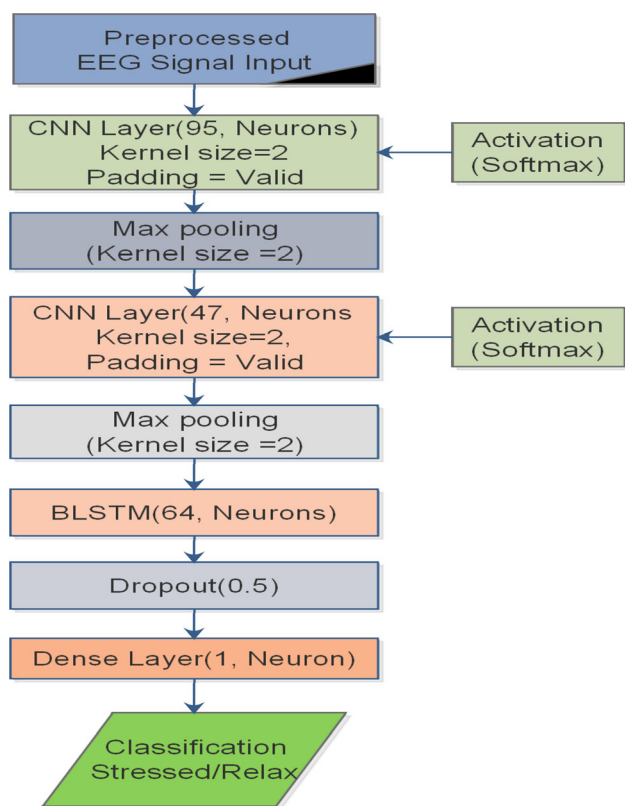 Preprocessed
EEG Signal Input
CNN Layer(95, Neurons)
Kernel size=2
Padding = Valid
Activation
(Softmax)
Max pooling
(Kernel size =2)
CNN Layer(47, Neurons
Kernel size=2,
Padding = Valid
Activation
(Softmax)
Max pooling
(Kernel size =2)
BLSTM(64, Neurons)
Dropout(0.5)
Dense Layer(1, Neuron)
Classification
Stressed/Relax